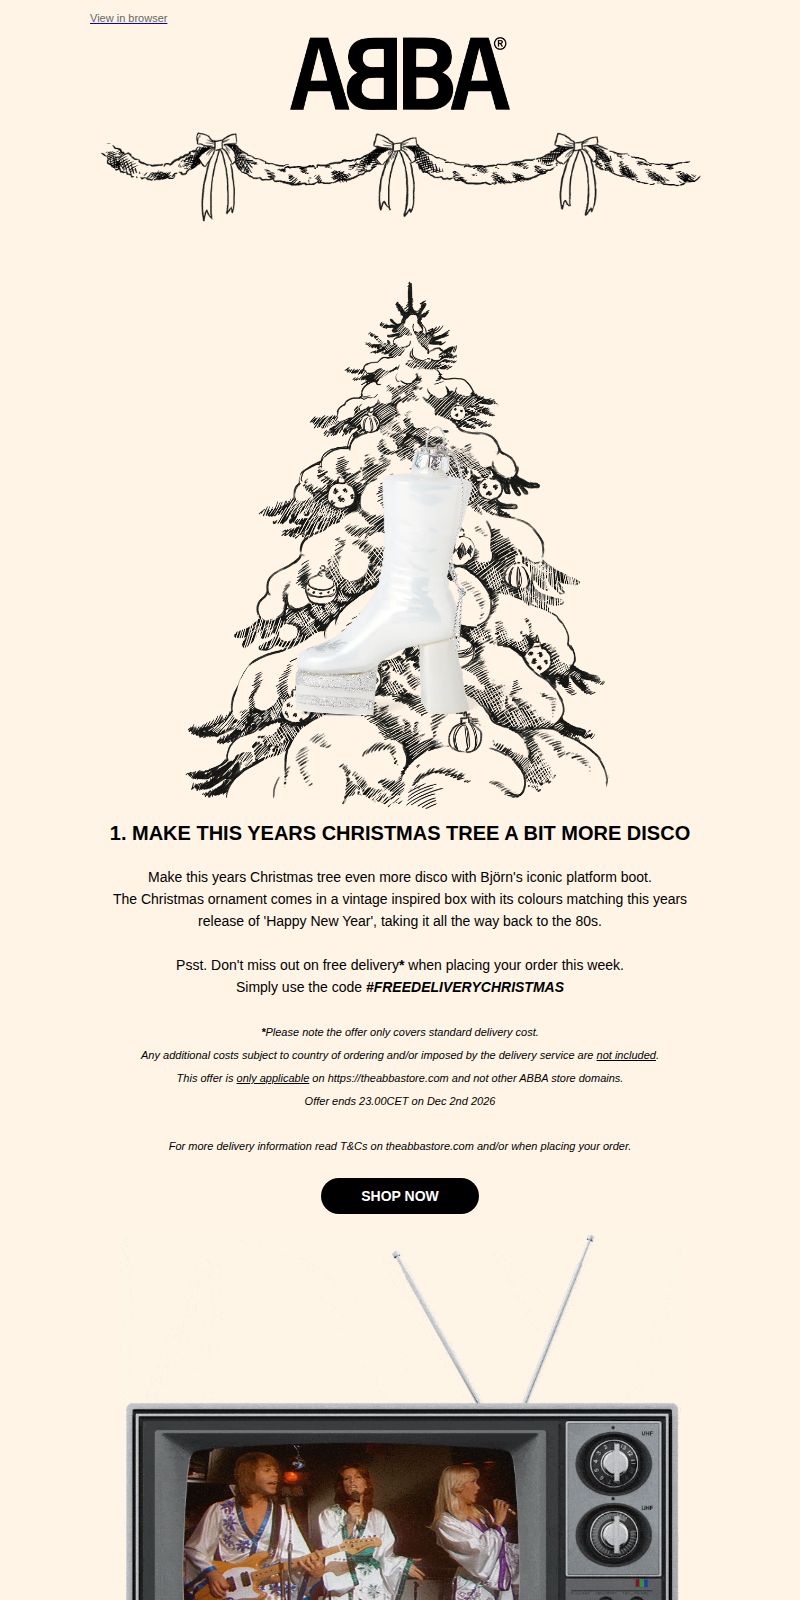 View in browser
ABBA®
1. MAKE THIS YEARS CHRISTMAS TREE A BIT MORE DISCO
Make this years Christmas tree even more disco with Björn's iconic platform boot.
The Christmas ornament comes in a vintage inspired box with its colours matching this years
release of 'Happy New Year', taking it all the way back to the 80s.
Psst. Don't miss out on free delivery* when placing your order this week.
Simply use the code #FREEDELIVERYCHRISTMAS
*Please note the offer only covers standard delivery cost.
Any additional costs subject to country of ordering and/or imposed by the delivery service are not included.
This offer is only applicable on https://theabbastore.com and not other ABBA store domains.
Offer ends 23.00CET on Dec 2nd 2026
For more delivery information read T&Cs on theabbastore.com and/or when placing your order.
SHOP NOW
VHF
UHF